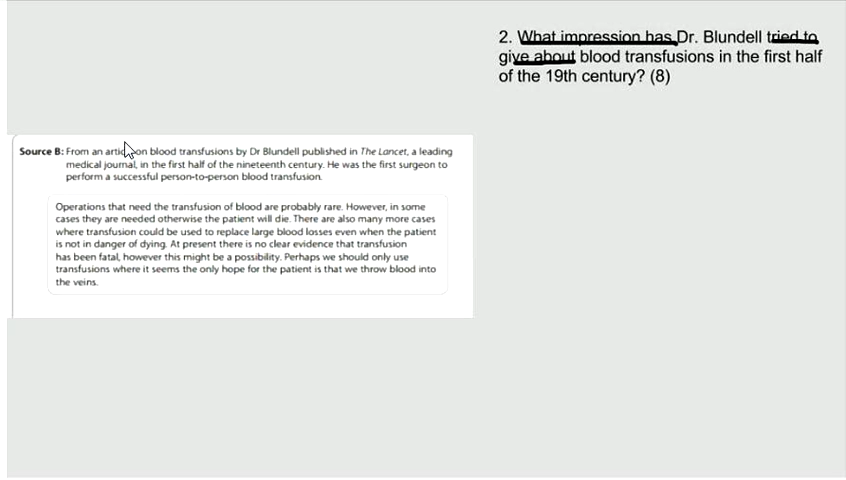 2. What impression has Dr. Blundell tried to
give about blood transfusions in the first half
of the 19th century? (8)
Source B: From an article on blood transfusions by Dr Blundell published in The Lancet, a leading
medical journal, in the first half of the nineteenth century. He was the first surgeon to
perform a successful person-to-person blood transfusion.
Operations that need the transfusion of blood are probably rare. However, in some
cases they are needed otherwise the patient will die. There are also many more cases
where transfusion could be used to replace large blood losses even when the patient
is not in danger of dying. At present there is no clear evidence that transfusion
has been fatal, however this might be a possibility. Perhaps we should only use
transfusions where it seems the only hope for the patient is that we throw blood into
the veins.